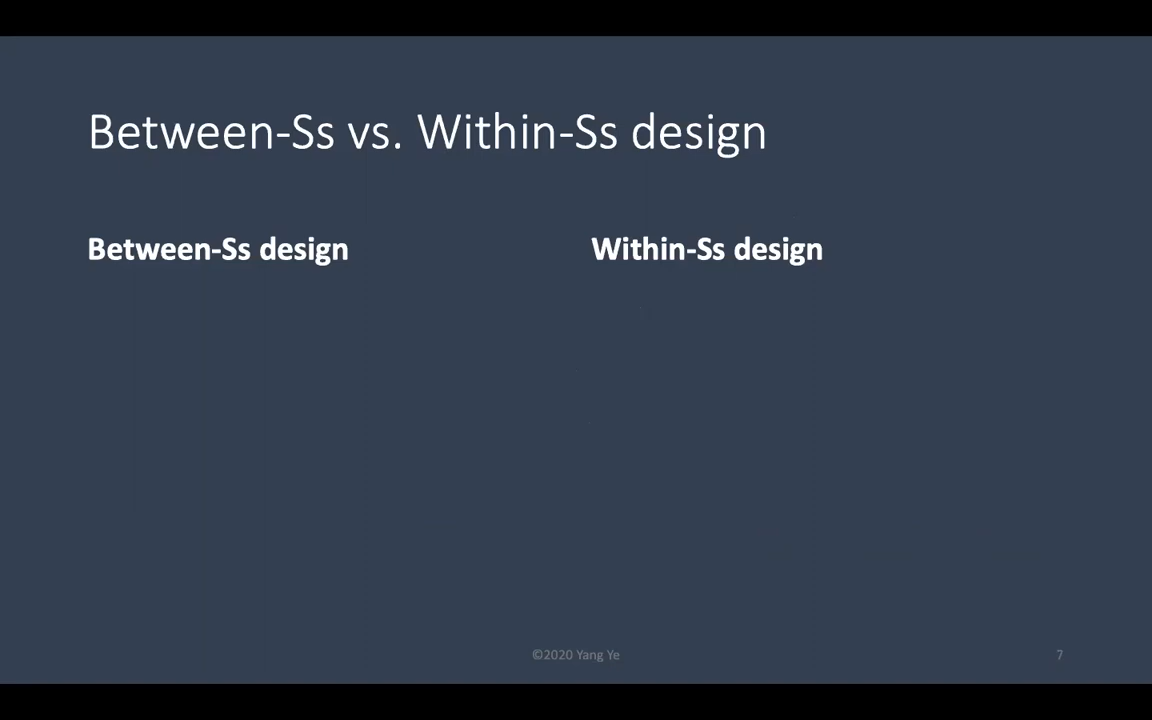 Between-Ss vs. Within-Ss design
Between-Ss design
Within-Ss design
©2020 Yang Ye
7